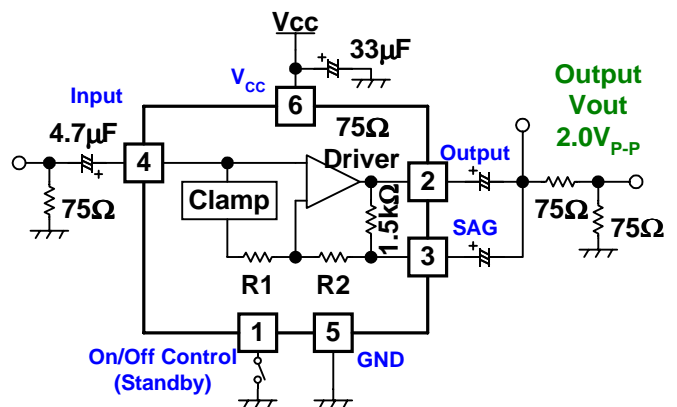 Vcc
33µF
VCC
6
Input
4.7µF
75Ω
4
Clamp
75Ω
Driver
1.5kΩ
R1
R2
2
Output
3
SAG
Output
Vout
2.0VP-P
75Ω
75Ω
1
5
On/Off Control
(Standby)
GND